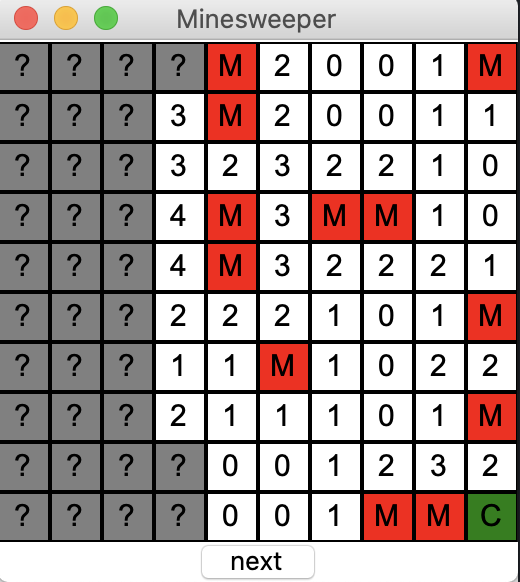 Minesweeper
? ? ? ? M 2 0 0 1 M
? ? ? 3 M 2 0 0 1 1
? ? ? 3 2 3 2 2 1 0
? ? ? 4 M 3 M M 1 0
? ? ? 4 M 3 2 2 2 1
? ? ? 2 2 2 1 0 1 M
? ? ? 1 1 M 1 0 2 2
? ? ? 2 1 1 1 0 1 M
? ? ? ? 0 0 1 2 3 2
? ? ? ? 0 0 1 M M C
next